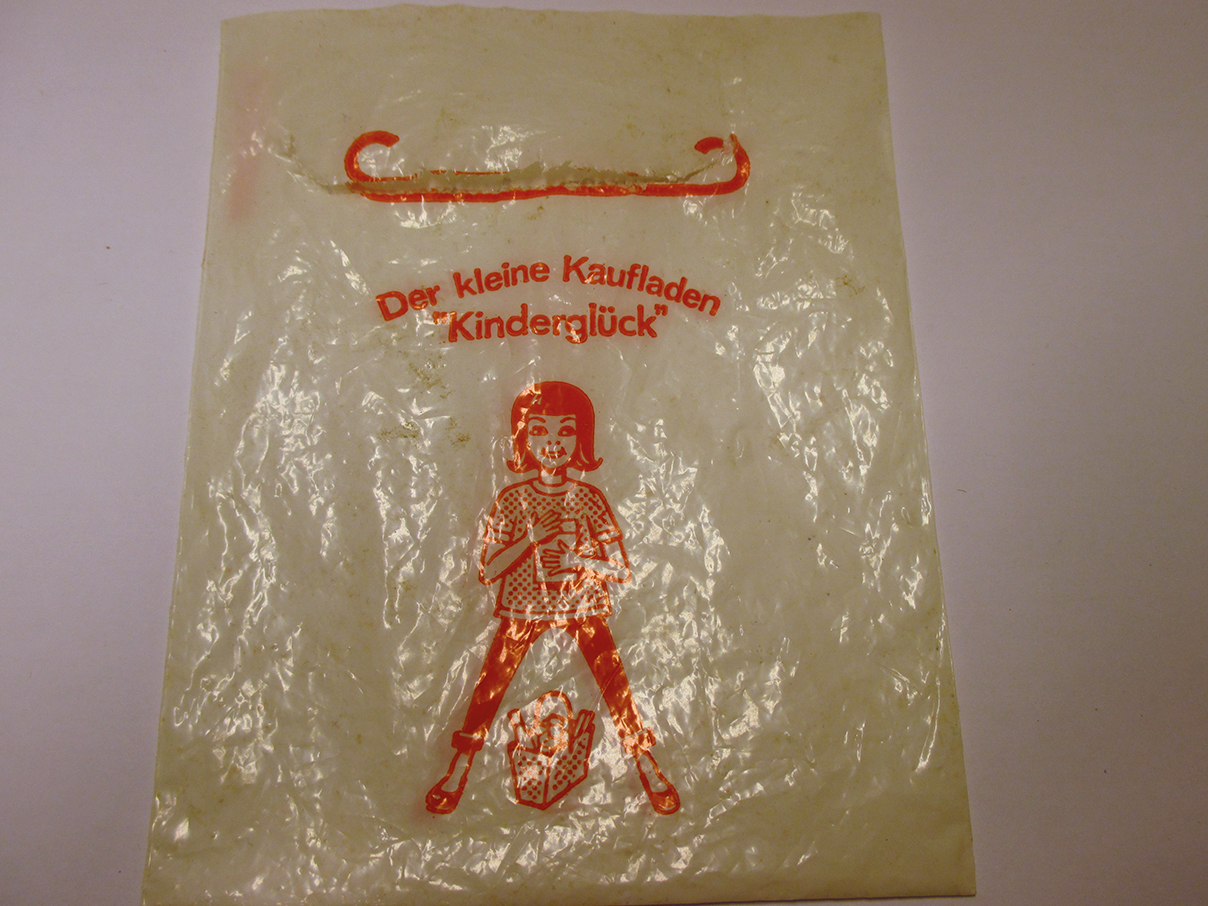 Der kleine Kaufladen
"Kinderglück"